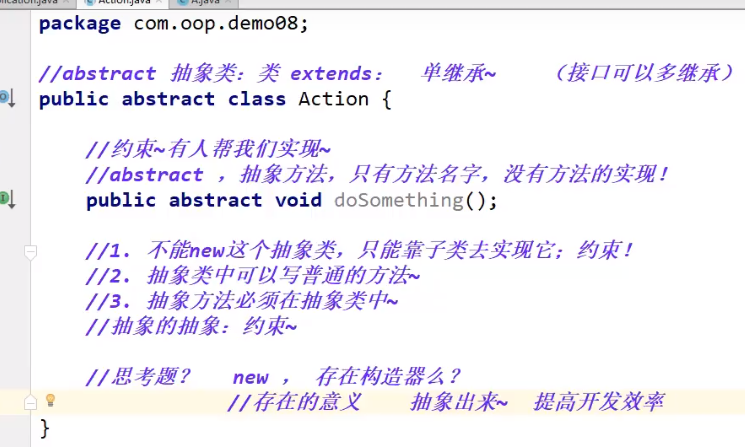 Action.java
A.java
package com.oop.demo08;
//abstract 抽象类：类 extends： 单继承~ （接口可以多继承）
public abstract class Action {
//约束~有人帮我们实现~
//abstract ，抽象方法，只有方法名字，没有方法的实现！
public abstract void doSomething();
//1. 不能new这个抽象类，只能靠子类去实现它；约束！
//2. 抽象类中可以写普通的方法~
//3. 抽象方法必须在抽象类中~
//抽象的抽象：约束~
//思考题？ new ， 存在构造器么？
//存在的意义 抽象出来~ 提高开发效率
}